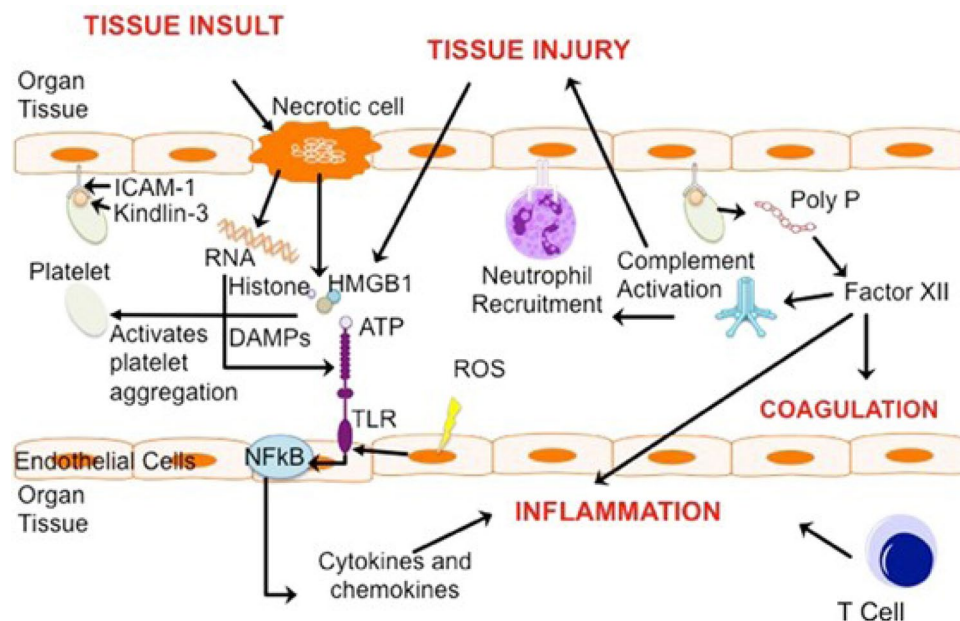 TISSUE INSULT
TISSUE INJURY
Organ
Tissue
Necrotic cell
ICAM-1
Kindlin-3
Poly P
RNA
Platelet
Histone
HMGB1
Neutrophil
Recruitment
Complement
Activation
Factor XII
ATP
Activates
platelet
aggregation
DAMPs
ROS
TLR
COAGULATION
Endothelial Cells
NFkB
Organ
Tissue
INFLAMMATION
Cytokines and
chemokines
T Cell